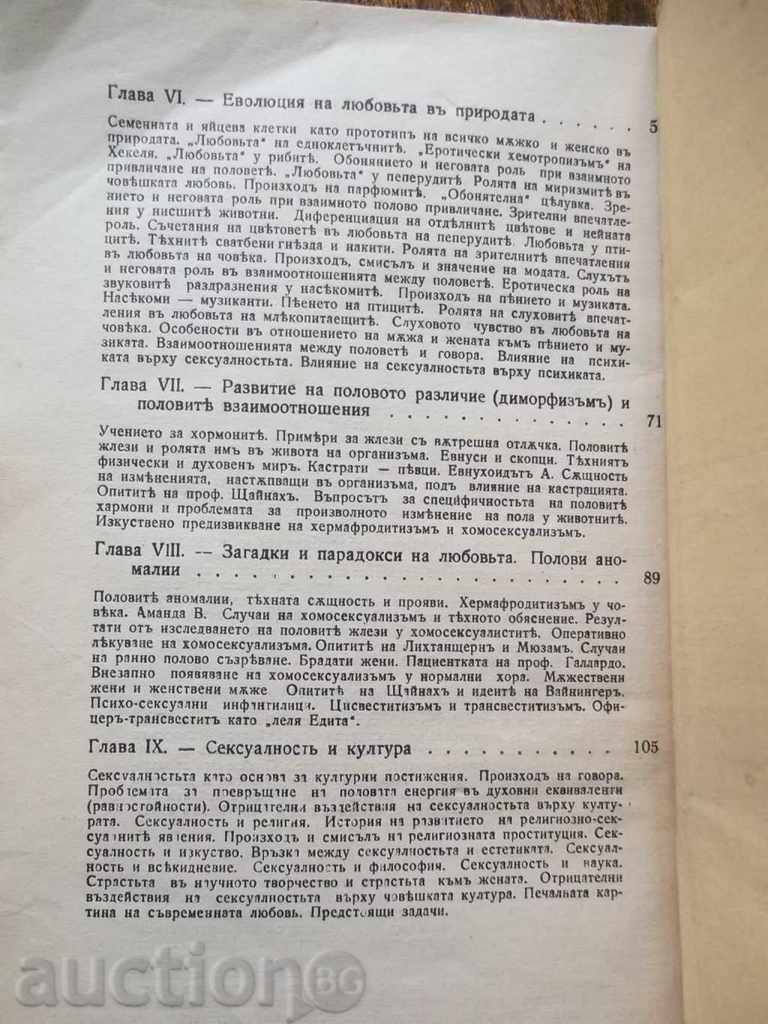 Глава VI. — Еволюция на любовьта въ природата . . . . . . 5
Семенната и яйцева клетки като прототипъ на всичко мѫжко и женско въ
природата. „Любовьта" на едноклетъчнитѣ. „Еротически хемотропизъмъ" на
Хекеля. „Любовьта" у рибитѣ. Обонянието и неговата роль при взаимното
привличане на половетѣ. „Любовьта" у пеперудитѣ Ролята на миризмитѣ въ
човѣшката любовь. Произходъ на парфюмитѣ. „Обонятелна" цѣлувка. Зре-
нието и неговата роль при взаимното полово привличане. Зрителни впечатле-
ния у нисшитѣ животни. Диференциация на отдѣлнитѣ цвѣтове и нейната
роль. Съчетания на цвѣтоветѣ въ любовьта на пеперудитѣ. Любовьта у пти-
цитѣ. Тѣхнитѣ сватбени гнѣзда и накити. Ролята на зрителнитѣ впечатления
въ любовьта на човѣка. Произходъ, смисълъ и значение на модата. Слухътъ
и неговата роль въ взаимоотношенията между половетѣ. Еротическа роль на
звуковитѣ раздразнения у насѣкомитѣ. Произходъ на пѣнието и музиката.
Насѣкоми — музиканти. Пѣенето на птицитѣ. Ролята на слуховитѣ впечат-
ления въ любовьта на млѣкопитаещитѣ. Слуховото чувство въ любовьта на
човѣка. Особености въ отношението на мѫжа и жената къмъ пѣнието и му-
зиката. Взаимоотношенията между половетѣ и говора. Влияние на психи-
ката върху сексуалностьта. Влияние на сексуалностьта върху психиката.
Глава VII. — Развитие на половото различие (диморфизъмъ) и
половитѣ взаимоотношения . . . . . . . . . . . . . . 71
Учението за хормонитѣ. Примѣри за жлези съ вѫтрешна отлѫчка. Половитѣ
жлези и ролята имъ въ живота на организъма. Евнуси и скопци. Тѣхниятъ
физически и духовенъ миръ. Кастрати — пѣвци. Евнухоидътъ А. Сѫщность
на измѣненията, настѫпващи въ организъма, подъ влияние на кастрацията.
Опититѣ на проф. Щайнахъ. Въпросътъ за специфичностьта на половитѣ
хармони и проблемата за произволното измѣнение на пола у животнитѣ.
Изкуствено предизвикване на хермафродитизъмъ и хомосексуализъмъ.
Глава VIII. — Загадки и парадокси на любовьта. Полови ано-
малии . . . . . . . . . . . . . . . . . . . . . . . 89
Половитѣ аномалии, тѣхната сѫщность и прояви. Хермафродитизъмъ у чо-
вѣка. Аманда В. Случаи на хомосексуализъмъ и тѣхното обяснение. Резул-
тати отъ изследването на половитѣ жлези у хомосексуалиститѣ. Оперативно
лѣкуване на хомосексуализъма. Опититѣ на Лихтанщернъ и Мюзамъ. Случаи
на ранно полово съзрѣване. Брадати жени. Пациентката на проф. Галлардо.
Внезапно появяване на хомосексуализъмъ у нормални хора. Мѫжествени
жени и женствени мѫже Опититѣ на Щайнахъ и идеитѣ на Вайнингеръ.
Психо-сексуални инфантилици. Цисвеститизъмъ и трансвеститизъмъ. Офи-
церъ-трансвеститъ като „леля Едита".
Глава IX. — Сексуалность и култура . . . . . . . . . . . 105
Сексуалностьта като основа за културни постижения. Произходъ на говора.
Проблемата за превръщане на половата енергия въ духовни еквиваленти
(равностойности). Отрицателни въздействия на сексуалностьта върху култу-
рата. Сексуалность и религия. История на развитието на религиозно-сек-
суалнитѣ явления. Произходъ и смисълъ на религиозната проституция. Сек-
суалность и изкуство. Връзка между сексуалностьта и естетиката. Сексуал-
ность и всѣкидневие. Сексуалность и философия. Сексуалность и наука.
Страстьта въ научното творчество и страстьта къмъ жената. Отрицателни
въздействия на сексуалностьта върху човѣшката култура. Печалната кар-
тина на съвременната любовь. Предстоящи задачи.
auction BG